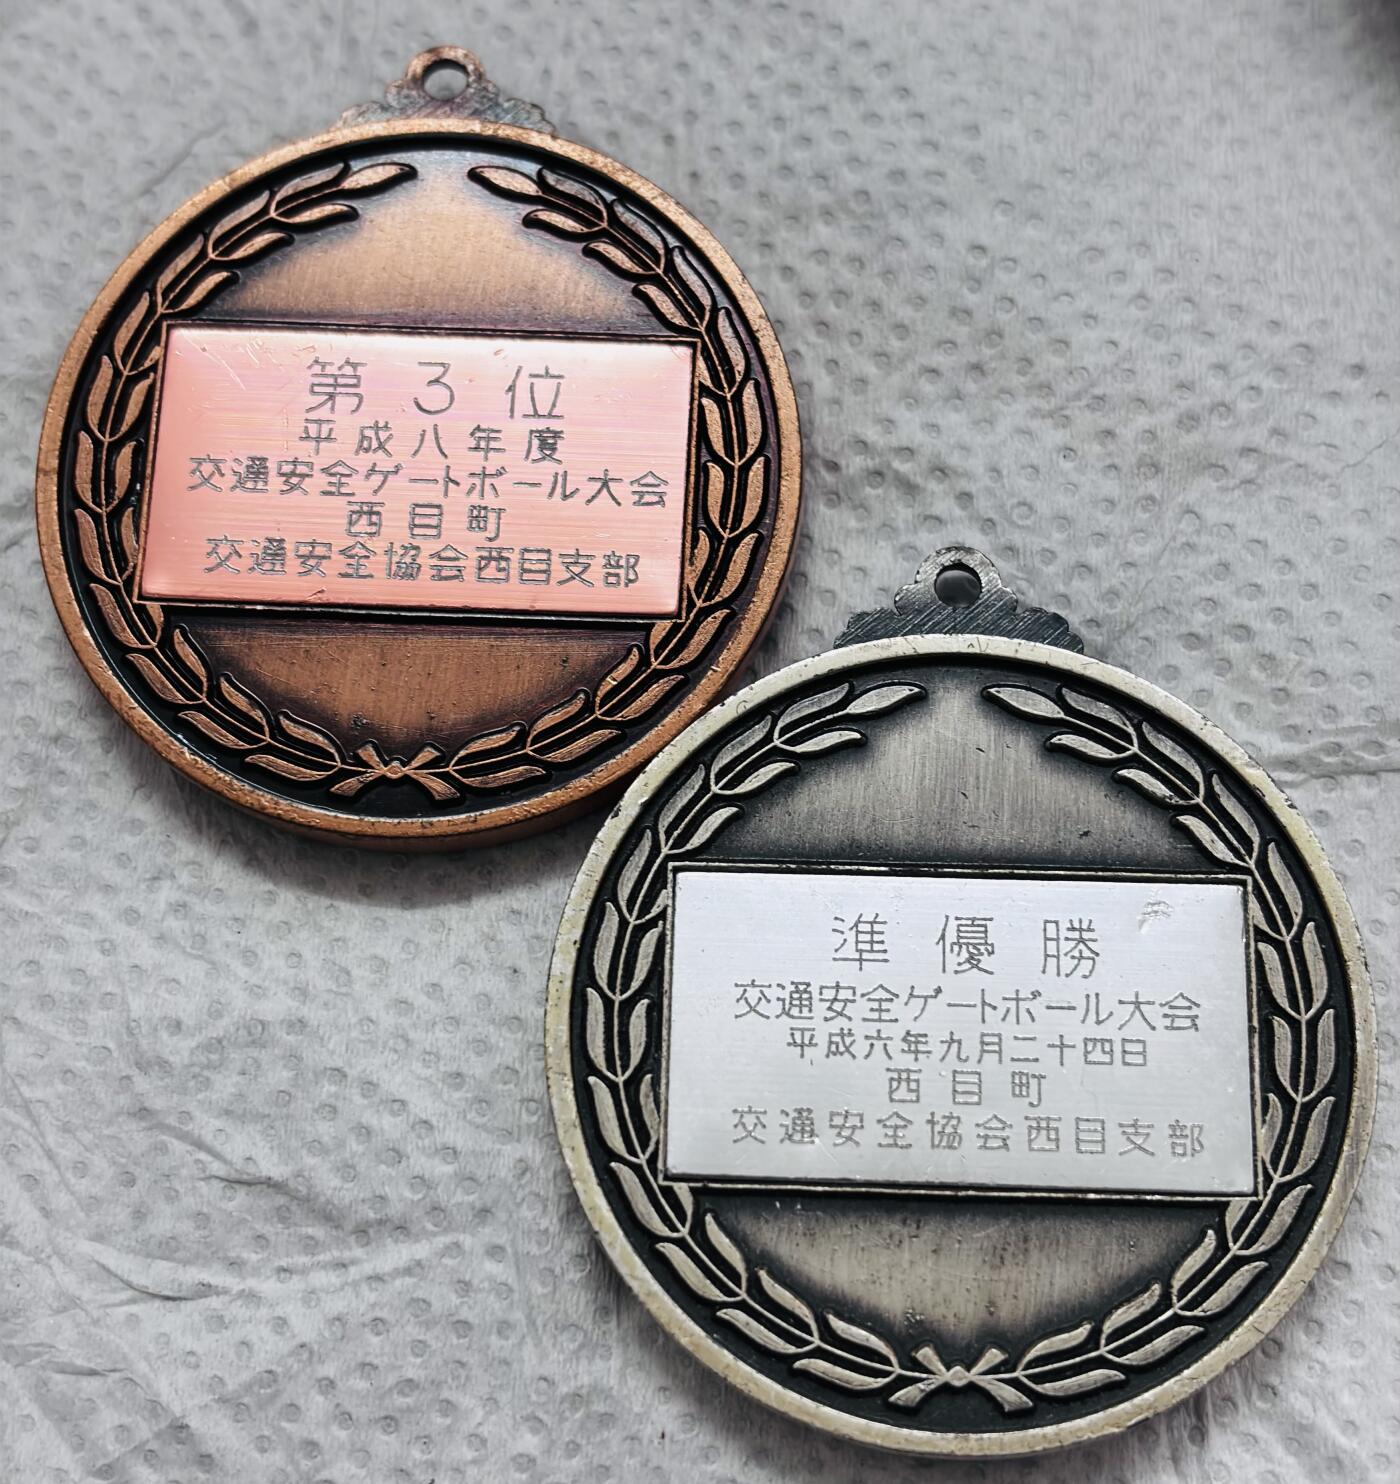 第3位
平成八年度
交通安全ゲートボール大会
西目町
交通安全協会西目支部
準優勝
交通安全ゲートボール大会
平成六年九月二十四日
西目町
交通安全協会西目支部